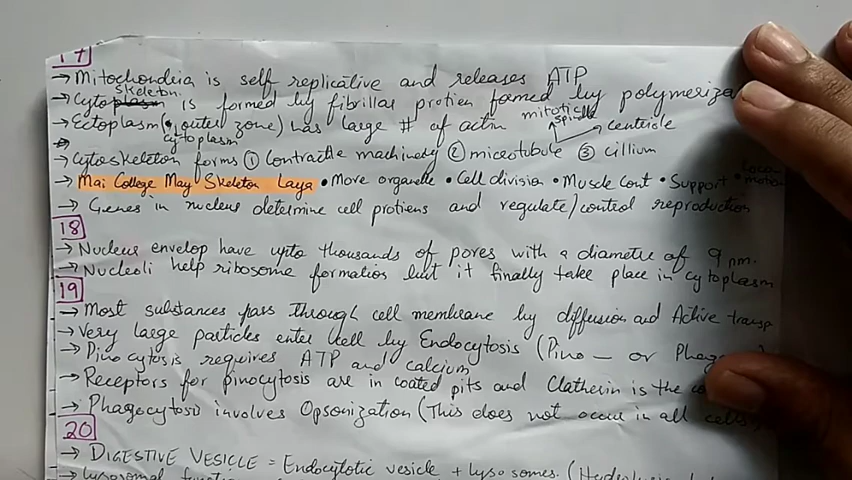 17
→ Mitochondria is self replicative and releases ATP
→ Cytoskeleton is formed by fibrillar protien formed by polymeriza
→ Ectoplasm (outer zone) has large # of actin
cytoplasm
mitotic spindle centriole
→ Cytoskeleton forms ① Contractile machinery ② microtubule ③ cillium
→ Mai College May Skeleton Laya • Move organelle • Cell division • Muscle Cont • Support • Loco-motion
→ Genes in nucleus determine cell protiens and regulate/control reproduction
18
→ Nucleus envelop have upto thousands of pores with a diametre of 9 nm.
→ Nucleoli help ribosome formation but it finally take place in cytoplasm
19
→ Most substances pass through cell membrane by diffusion and Active transp
→ Very large particles enter cell by Endocytosis (Pino — or Phago
→ Pinocytosis requires ATP and calcium
→ Receptors for pinocytosis are in coated pits and Clatherin is the
→ Phagocytosis involves Opsonization (This does not occur in all cells)
20
→ DIGESTIVE VESICLE = Endocytotic vesicle + lysosomes.
→ Lysosomal